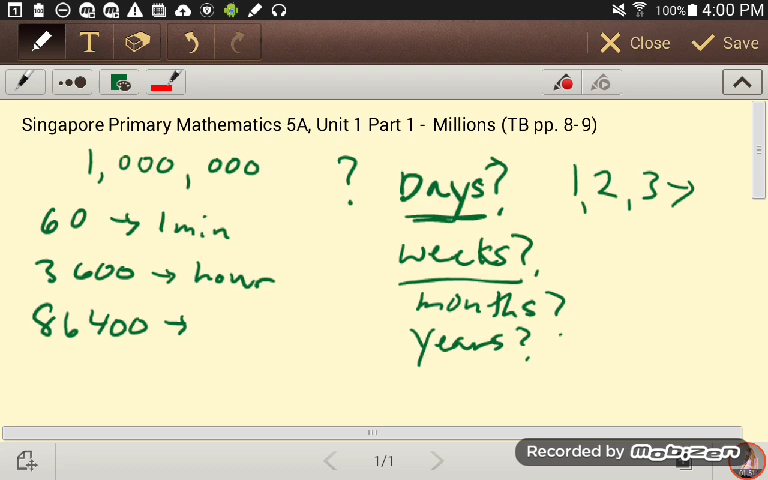 100% 4:00 PM
T Close Save
Singapore Primary Mathematics 5A, Unit 1 Part 1 - Millions (TB pp. 8-9)
1,000,000 ? Days? 1, 2, 3 →
60 → 1 min
weeks?
3600 → hour
months?
86400 →
years?
1/1
Recorded by mobizen
01:51